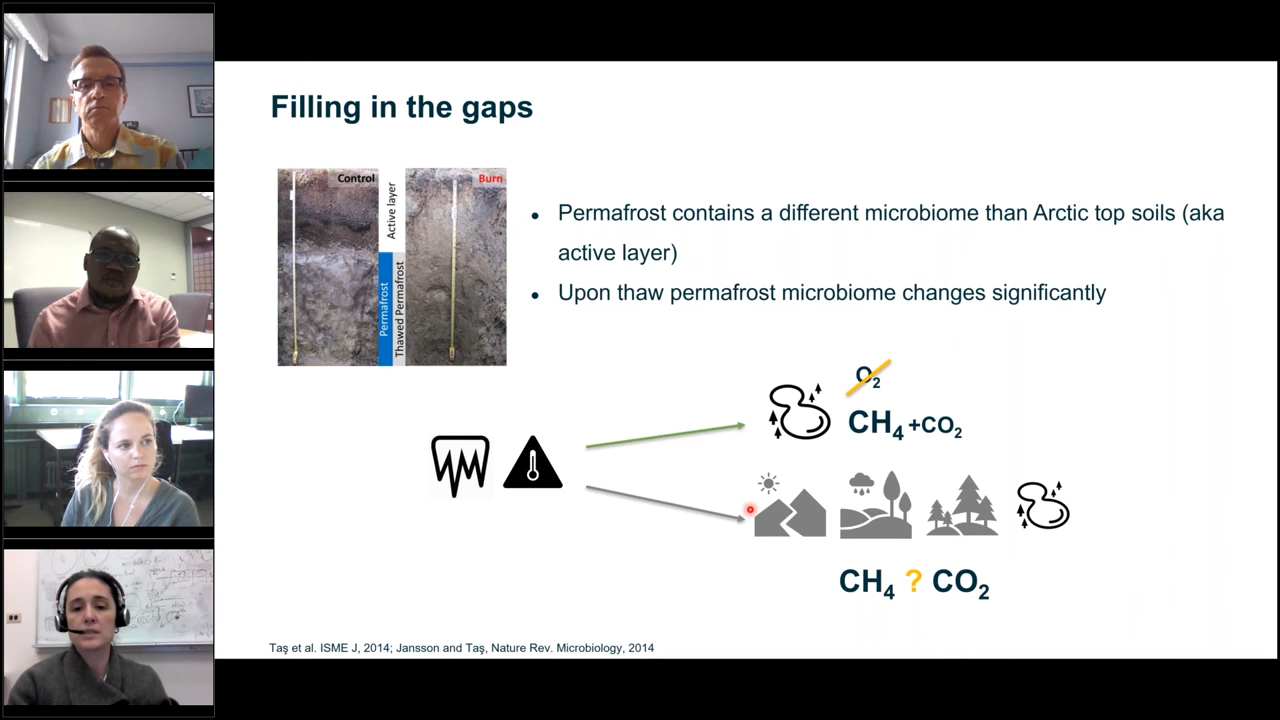 Filling in the gaps
Control
Burn
Active layer
Permafrost
Thawed Permafrost
• Permafrost contains a different microbiome than Arctic top soils (aka
active layer)
• Upon thaw permafrost microbiome changes significantly
O₂
CH₄ +CO₂
CH₄ ? CO₂
Taş et al. ISME J, 2014; Jansson and Taş, Nature Rev. Microbiology, 2014